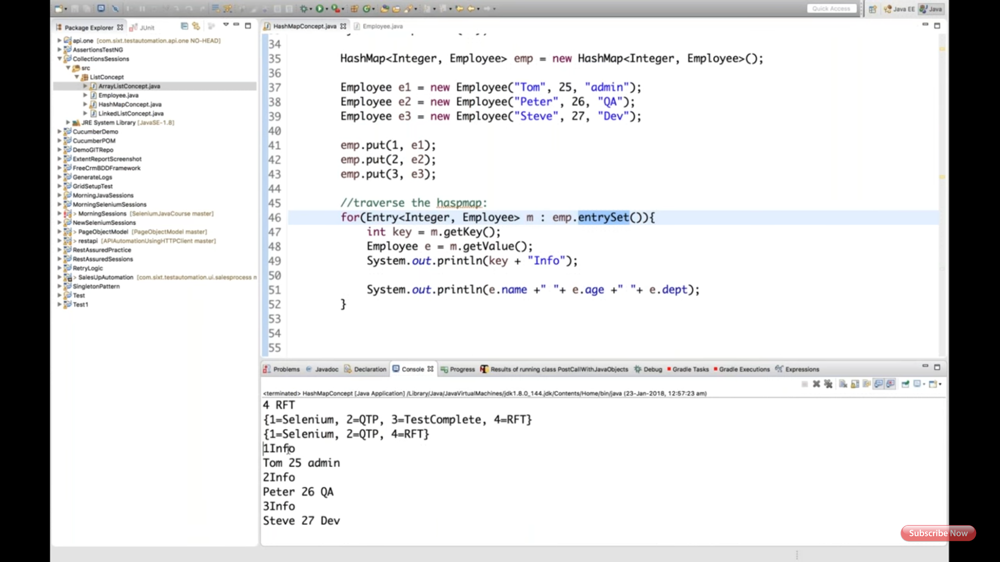 Quick Access
Java EE
Java
Package Explorer
JUnit
api.one [com.sixt.testautomation.api.one NO-HEAD]
AssertionsTestNG
CollectionsSessions
src
ListConcept
ArrayListConcept.java
Employee.java
HashMapConcept.java
LinkedListConcept.java
JRE System Library [JavaSE-1.8]
CucumberDemo
CucumberPOM
DemoGITRepo
ExtentReportScreenshot
FreeCrmBDDFramework
GenerateLogs
GridSetupTest
MorningJavaSessions
MorningSeleniumSessions
> MorningSessions [SeleniumJavaCourse master]
NewSeleniumSessions
> PageObjectModel [PageObjectModel master]
> restapi [APIAutomationUsingHTTPClient master]
RestAssuredPractice
RestAssuredSessions
RetryLogic
> SalesUpAutomation [com.sixt.testautomation.ui.salesprocess m
SingletonPattern
Test
Test1
HashMapConcept.java
Employee.java
34
35 HashMap<Integer, Employee> emp = new HashMap<Integer, Employee>();
36
37 Employee e1 = new Employee("Tom", 25, "admin");
38 Employee e2 = new Employee("Peter", 26, "QA");
39 Employee e3 = new Employee("Steve", 27, "Dev");
40
41 emp.put(1, e1);
42 emp.put(2, e2);
43 emp.put(3, e3);
44
45 //traverse the haspmap:
46 for(Entry<Integer, Employee> m : emp.entrySet()){
47 int key = m.getKey();
48 Employee e = m.getValue();
49 System.out.println(key + "Info");
50
51 System.out.println(e.name +" "+ e.age +" "+ e.dept);
52 }
53
54
55
Problems
Javadoc
Declaration
Console
Progress
Results of running class PostCallWithJavaObjects
Debug
Gradle Tasks
Gradle Executions
Expressions
<terminated> HashMapConcept [Java Application] /Library/Java/JavaVirtualMachines/jdk1.8.0_144.jdk/Contents/Home/bin/java (23-Jan-2018, 12:57:23 am)
4 RFT
{1=Selenium, 2=QTP, 3=TestComplete, 4=RFT}
{1=Selenium, 2=QTP, 4=RFT}
1Info
Tom 25 admin
2Info
Peter 26 QA
3Info
Steve 27 Dev
Subscribe Now